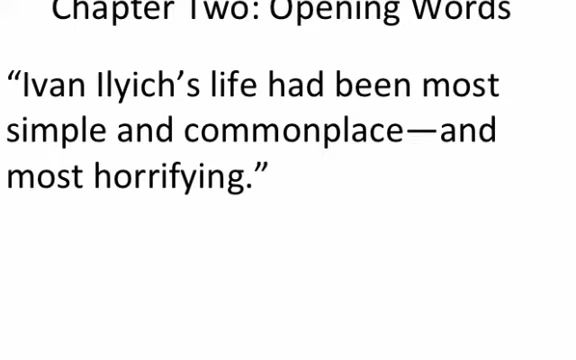 Chapter Two: Opening Words
“Ivan Ilyich’s life had been most
simple and commonplace—and
most horrifying.”